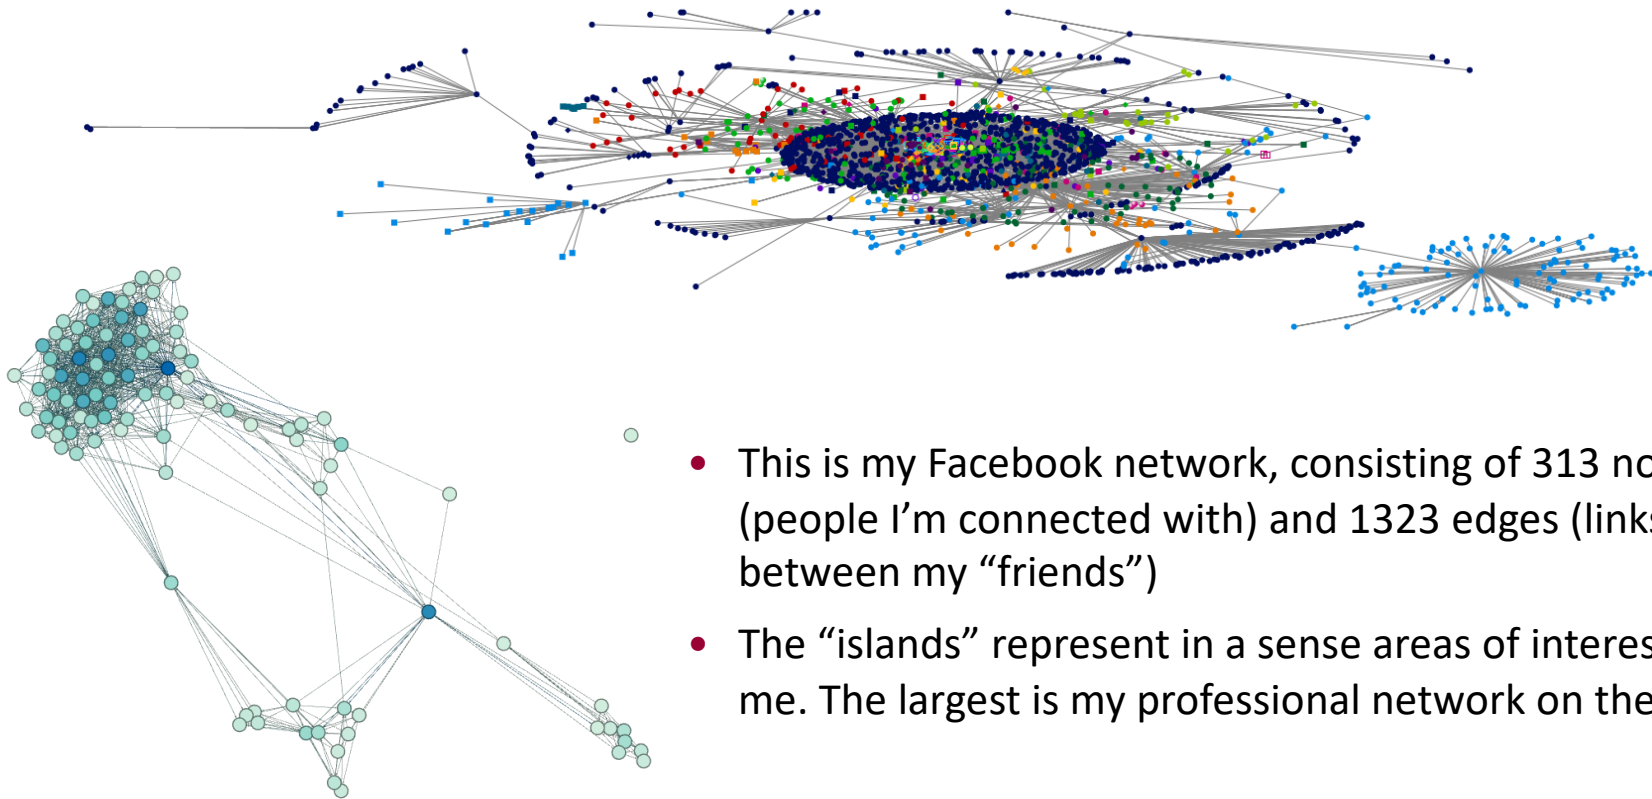 • This is my Facebook network, consisting of 313
(people I’m connected with) and 1323 edges
between my “friends”)
• The “islands” represent in a sense areas of
me. The largest is my professional network on the